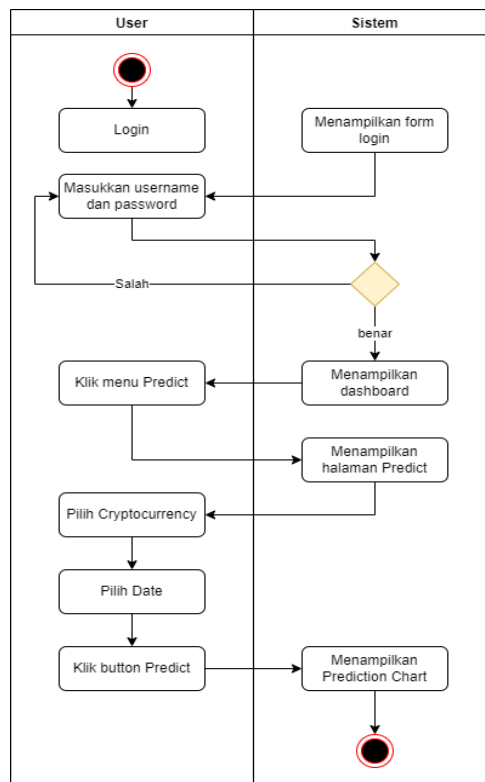 User
Sistem
Login
Menampilkan form
login
Masukkan username
dan password
Salah
benar
Klik menu Predict
Menampilkan
dashboard
Menampilkan
halaman Predict
Pilih Cryptocurrency
Pilih Date
Klik button Predict
Menampilkan
Prediction Chart